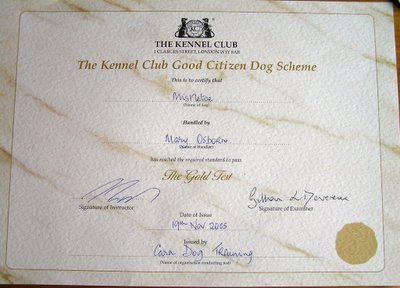 THE KENNEL CLUB
1 CLARGES STREET, LONDON W1Y 8AB
The Kennel Club Good Citizen Dog Scheme
This is to certify that
Mistletoe
(Name of dog)
Handled by
Mary Osborn
(Name of Handler)
has reached the required standard to pass
The Gold Test
Signature of Instructor
Signature of Examiner
Date of Issue
19th Nov 2005
Issued by
Cara Dog Training
(Name of organisation conducting test)